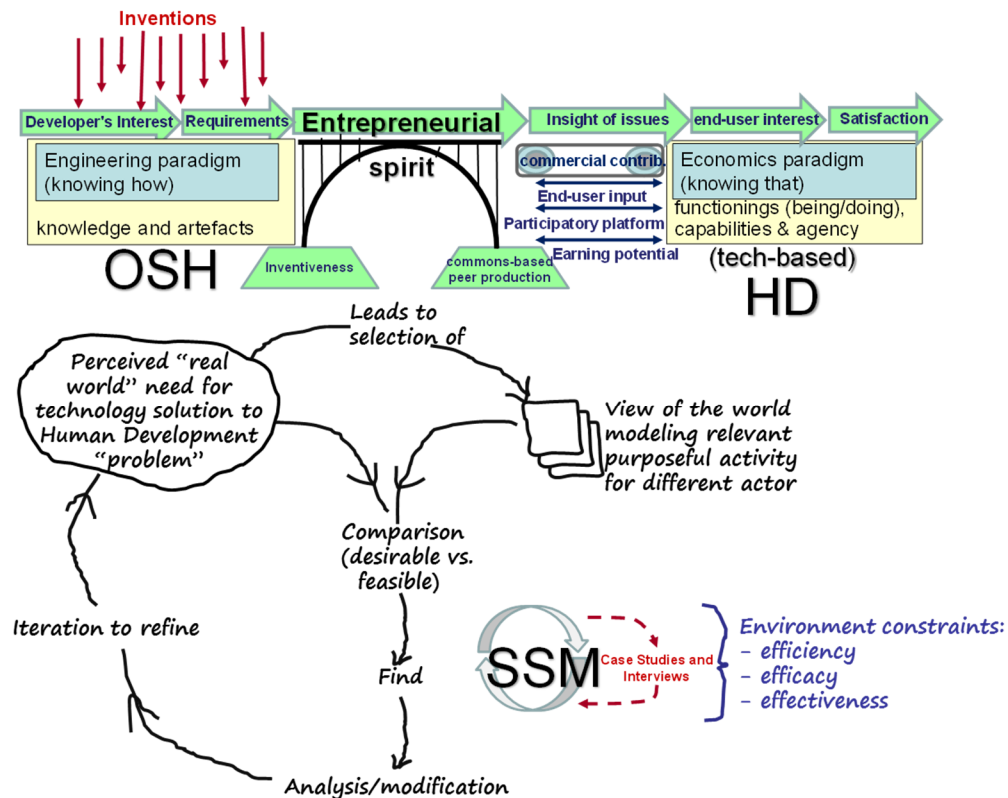 Inventions
Developer's Interest
Requirements
Entrepreneurial
spirit
Insight of issues
end-user interest
Satisfaction
Engineering paradigm
(knowing how)
knowledge and artefacts
OSH
Inventiveness
commons-based
peer production
commercial contrib.
End-user input
Participatory platform
Earning potential
Economics paradigm
(knowing that)
functionings (being/doing),
capabilities & agency
(tech-based)
HD
Leads to
selection of
Perceived “real
world” need for
technology solution to
Human Development
“problem”
View of the world
modeling relevant
purposeful activity
for different actor
Comparison
(desirable vs.
feasible)
Iteration to refine
Find
Analysis/modification
SSM
Case Studies and
Interviews
Environment constraints:
- efficiency
- efficacy
- effectiveness